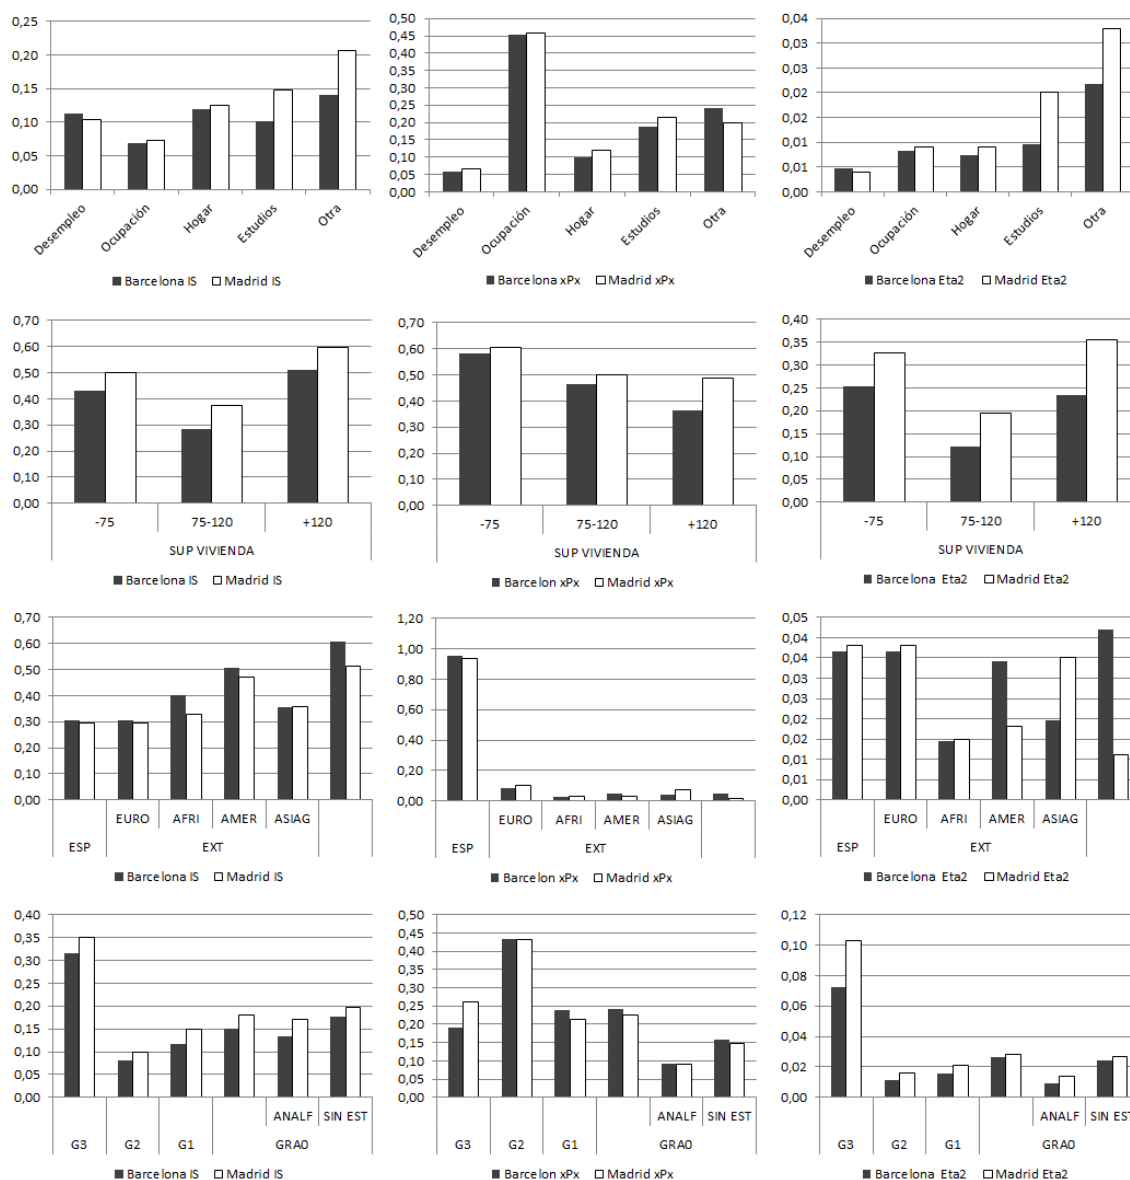 0,25
0,20
0,15
0,10
0,05
0,00
Desempleo
Ocupación
Hogar
Estudios
Otra
Barcelona IS Madrid IS
0,50
0,45
0,40
0,35
0,30
0,25
0,20
0,15
0,10
0,05
0,00
Desempleo
Ocupación
Hogar
Estudios
Otra
Barcelona xPx Madrid xPx
0,04
0,03
0,03
0,02
0,02
0,01
0,01
0,00
Desempleo
Ocupación
Hogar
Estudios
Otra
Barcelona Eta2 Madrid Eta2
0,70
0,60
0,50
0,40
0,30
0,20
0,10
0,00
-75 75-120 +120
SUP VIVIENDA
Barcelona IS Madrid IS
0,70
0,60
0,50
0,40
0,30
0,20
0,10
0,00
-75 75-120 +120
SUP VIVIENDA
Barcelon xPx Madrid xPx
0,40
0,35
0,30
0,25
0,20
0,15
0,10
0,05
0,00
-75 75-120 +120
SUP VIVIENDA
Barcelona Eta2 Madrid Eta2
0,70
0,60
0,50
0,40
0,30
0,20
0,10
0,00
EURO AFRI AMER ASIAG
ESP EXT
Barcelona IS Madrid IS
1,20
1,00
0,80
0,60
0,40
0,20
0,00
EURO AFRI AMER ASIAG
ESP EXT
Barcelon xPx Madrid xPx
0,05
0,04
0,04
0,03
0,03
0,02
0,02
0,01
0,01
0,00
EURO AFRI AMER ASIAG
ESP EXT
Barcelona Eta2 Madrid Eta2
0,40
0,35
0,30
0,25
0,20
0,15
0,10
0,05
0,00
ANALF SIN EST
G3 G2 G1 GRA0
Barcelona IS Madrid IS
0,50
0,45
0,40
0,35
0,30
0,25
0,20
0,15
0,10
0,05
0,00
ANALF SIN EST
G3 G2 G1 GRA0
Barcelon xPx Madrid xPx
0,12
0,10
0,08
0,06
0,04
0,02
0,00
ANALF SIN EST
G3 G2 G1 GRA0
Barcelona Eta2 Madrid Eta2